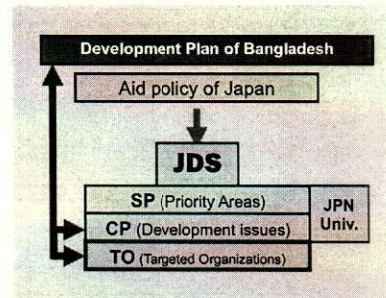 Development Plan of Bangladesh
Aid policy of Japan
JDS
SP (Priority Areas)
CP (Development issues)
TO (Targeted Organizations)
JPN
Univ.